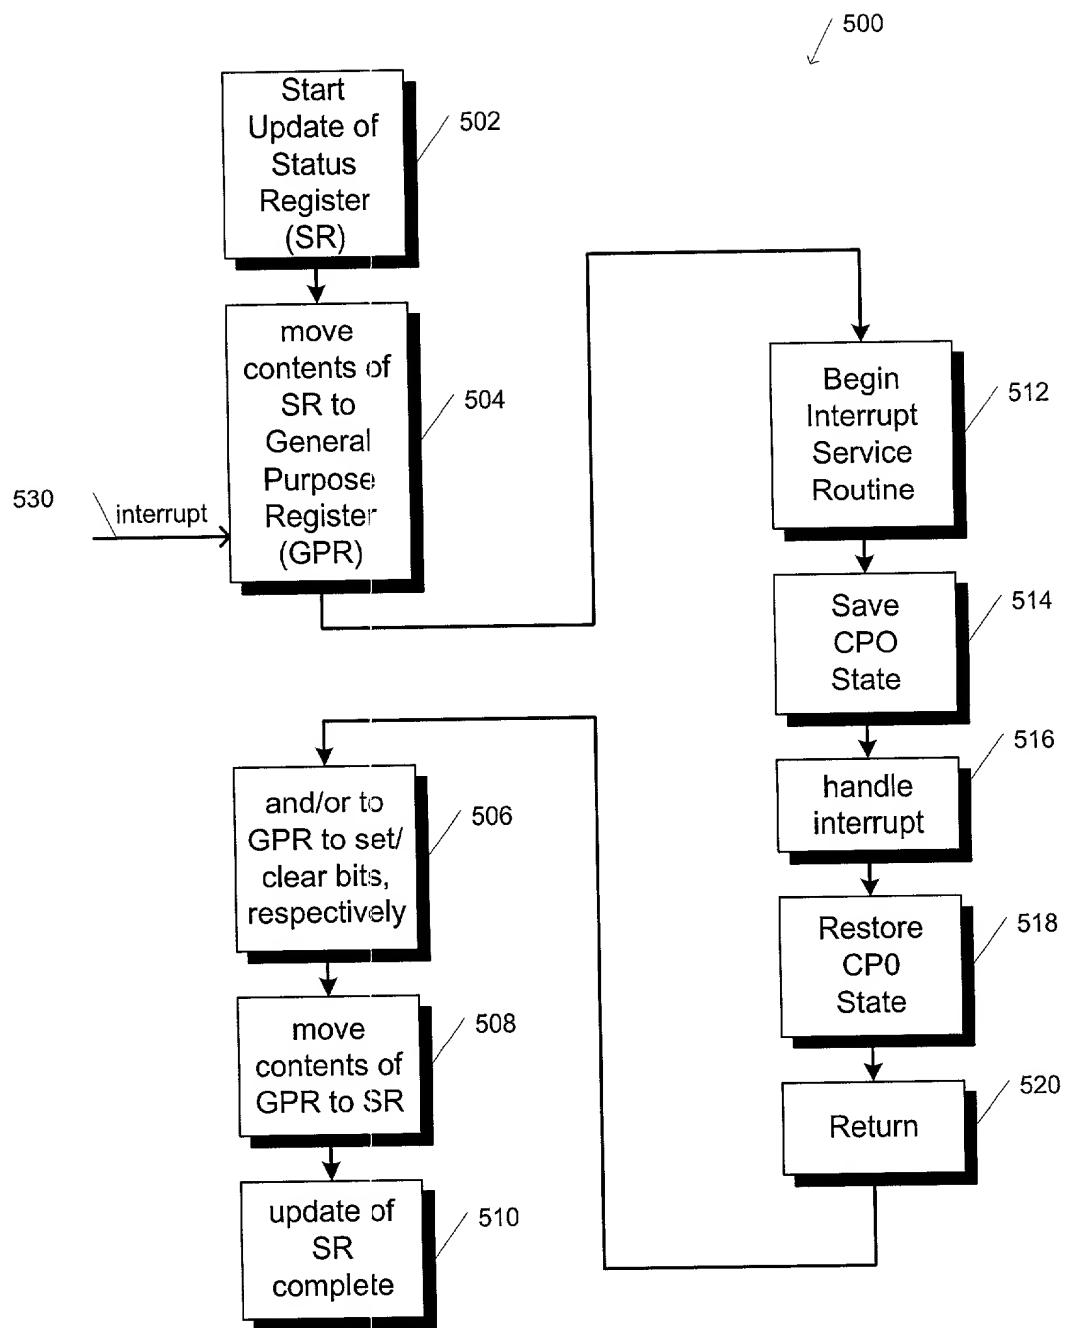 500
Start
Update of
Status
Register
(SR)
502
move
contents of
SR to
General
Purpose
Register
(GPR)
504
530
interrupt
Begin
Interrupt
Service
Routine
512
Save
CPO
State
514
handle
interrupt
516
Restore
CP0
State
518
Return
520
and/or to
GPR to set/
clear bits,
respectively
506
move
contents of
GPR to SR
508
update of
SR
complete
510